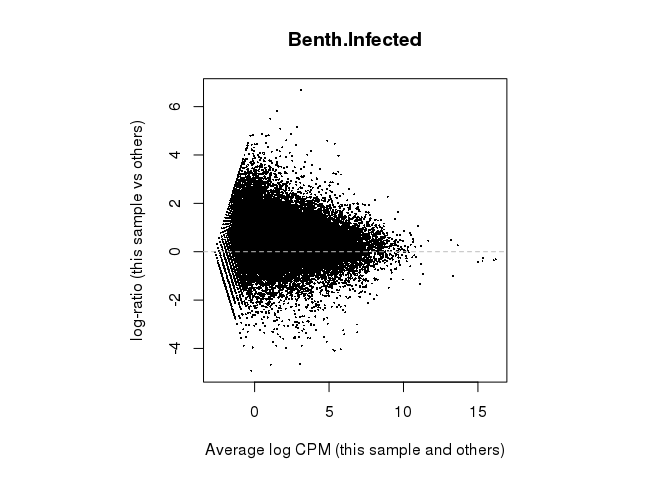 Benth.Infected
log-ratio (this sample vs others)
6
4
2
0
-2
-4
0 5 10 15
Average log CPM (this sample and others)